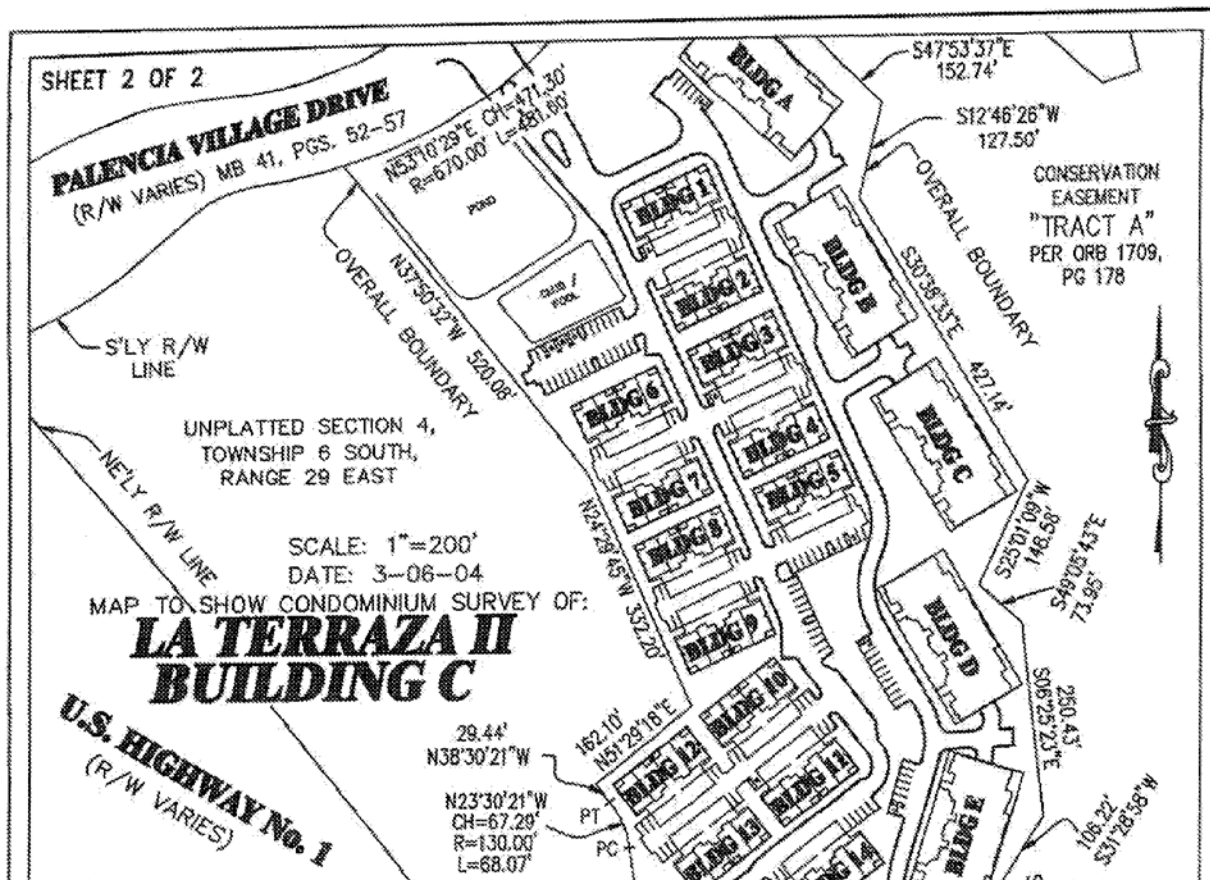 SHEET 2 OF 2
PALENCIA VILLAGE DRIVE
(R/W VARIES) MB 41, PGS. 52-57
N53°10'29"E CH=471.30'
R=670.00' L=481.60'
POND
CLUB /
POOL
OVERALL BOUNDARY
N37°50'32"W 520.08'
S'LY R/W
LINE
NE'LY R/W LINE
UNPLATTED SECTION 4,
TOWNSHIP 6 SOUTH,
RANGE 29 EAST
SCALE: 1"=200'
DATE: 3-06-04
MAP TO SHOW CONDOMINIUM SURVEY OF:
LA TERRAZA II
BUILDING C
U.S. HIGHWAY No. 1
(R/W VARIES)
29.44'
N38°30'21"W
N23°30'21"W
CH=67.29'
R=130.00'
L=68.07'
PT
PC
162.10'
N51°29'18"E
N24°29'45"W 332.20'
BLDG A
BLDG 1
BLDG 2
BLDG 3
BLDG 4
BLDG 5
BLDG 6
BLDG 7
BLDG 8
BLDG 9
BLDG 10
BLDG 12
BLDG 11
BLDG 13
BLDG 14
BLDG B
BLDG C
BLDG D
BLDG E
S47°53'37"E
152.74'
S12°46'26"W
127.50'
OVERALL BOUNDARY
S30°38'33"E 427.14'
CONSERVATION
EASEMENT
"TRACT A"
PER ORB 1709,
PG 178
S25°01'09"W
148.58'
S49°05'43"E
73.95'
250.43'
S06°25'23"E
106.22'
S31°28'58"W